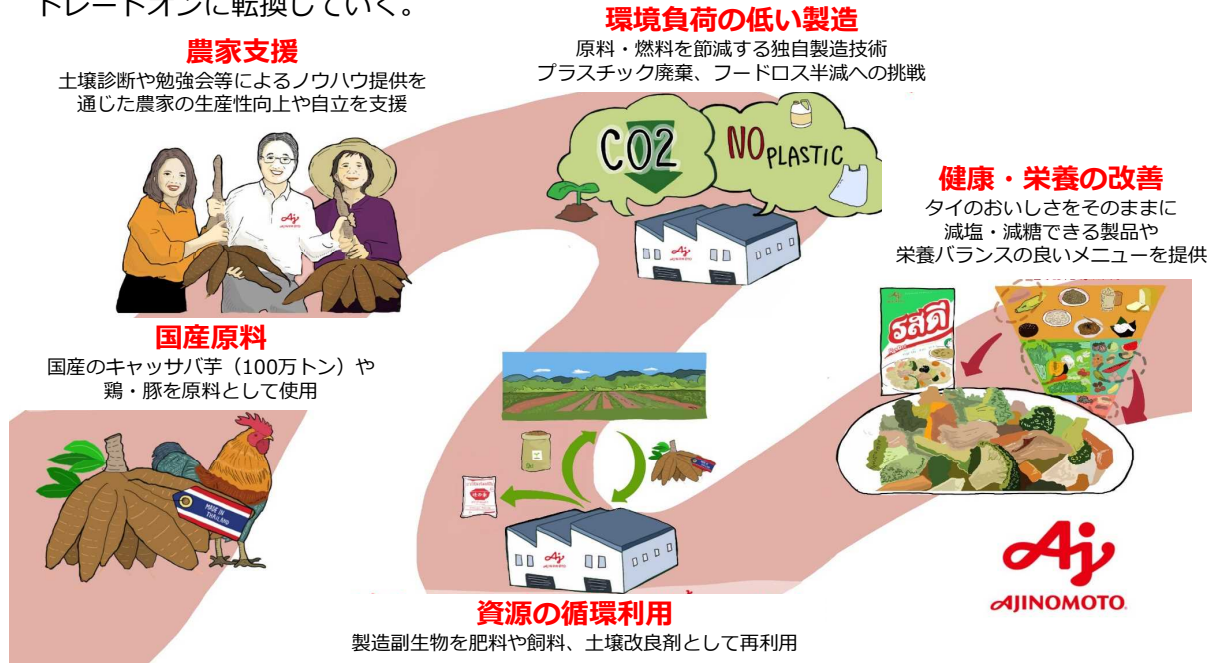 トレードオンに転換していく。
農家支援
土壌診断や勉強会等によるノウハウ提供を
通じた農家の生産性向上や自立を支援
環境負荷の低い製造
原料・燃料を節減する独自製造技術
プラスチック廃棄、フードロス半減への挑戦
CO2
NO PLASTIC
健康・栄養の改善
タイのおいしさをそのままに
減塩・減糖できる製品や
栄養バランスの良いメニューを提供
Aj
AJINOMOTO
Aj
国産原料
国産のキャッサバ芋（100万トン）や
鶏・豚を原料として使用
รสดี
MADE IN
THAILAND
Aj
資源の循環利用
製造副生物を肥料や飼料、土壌改良剤として再利用
Aj
AJINOMOTO